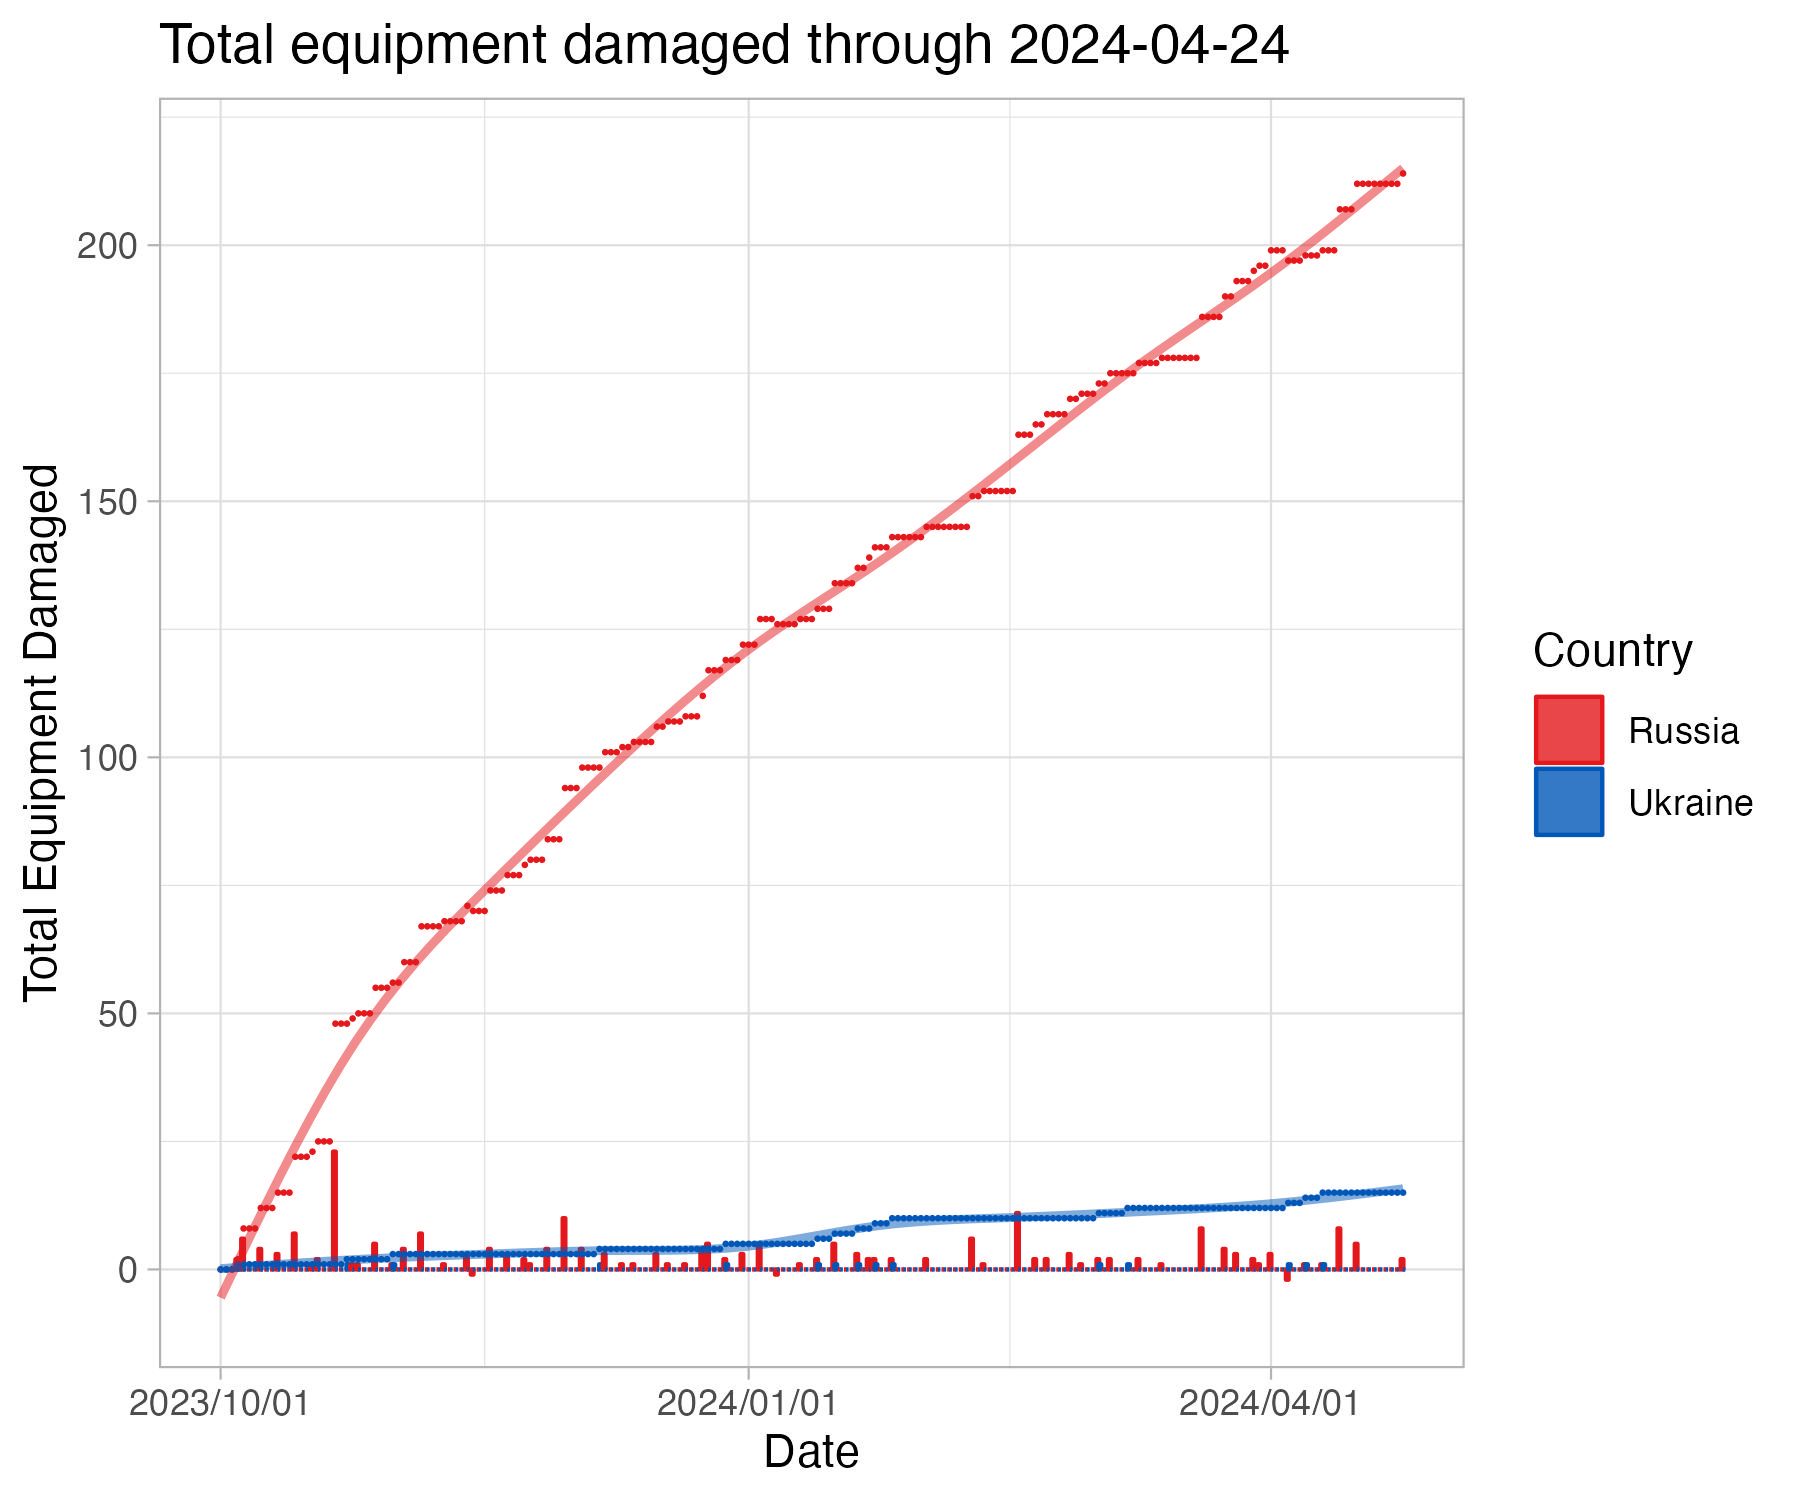 Total equipment damaged through 2024-04-24
Total Equipment Damaged
200
150
100
50
0
2023/10/01
2024/01/01
2024/04/01
Date
Country
Russia
Ukraine